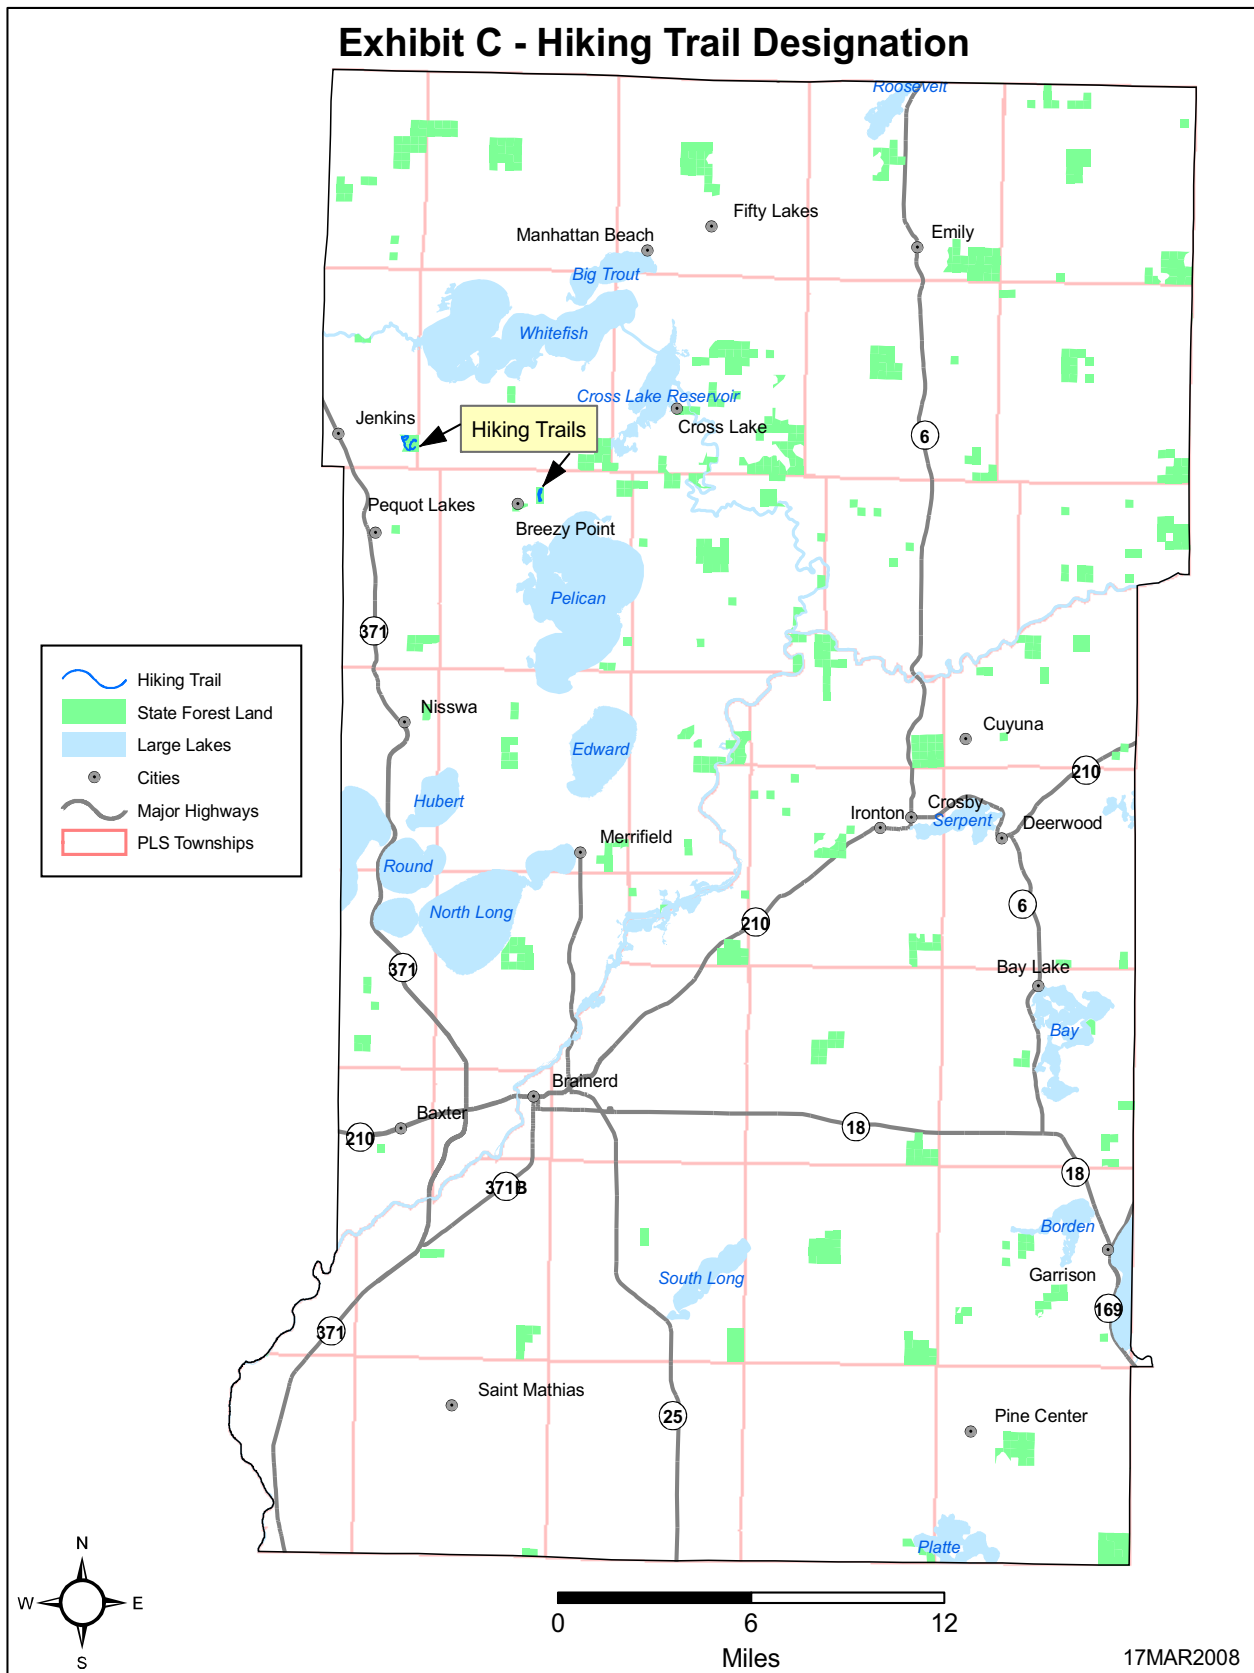 Exhibit C - Hiking Trail Designation
Roosevelt
Fifty Lakes
Manhattan Beach
Emily
Big Trout
Whitefish
Cross Lake Reservoir
Jenkins
Hiking Trails
Cross Lake
6
Pequot Lakes
Breezy Point
Pelican
371
Hiking Trail
State Forest Land
Large Lakes
Cities
Major Highways
PLS Townships
Nisswa
Cuyuna
Edward
210
Hubert
Ironton
Crosby
Serpent
Deerwood
Merrifield
Round
North Long
6
210
371
Bay Lake
Bay
Brainerd
Baxter
210
18
371B
18
Borden
South Long
Garrison
169
371
Saint Mathias
25
Pine Center
Platte
N
W
E
S
0
6
12
Miles
17MAR2008